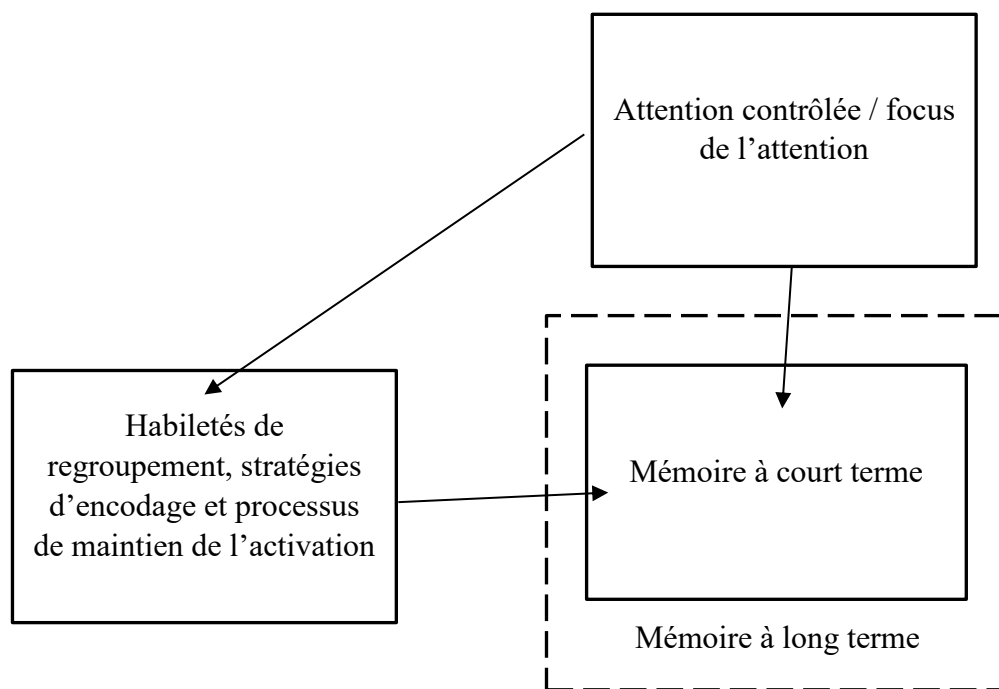 Attention contrôlée / focus
de l’attention
Habiletés de
regroupement, stratégies
d’encodage et processus
de maintien de l’activation
Mémoire à court terme
Mémoire à long terme